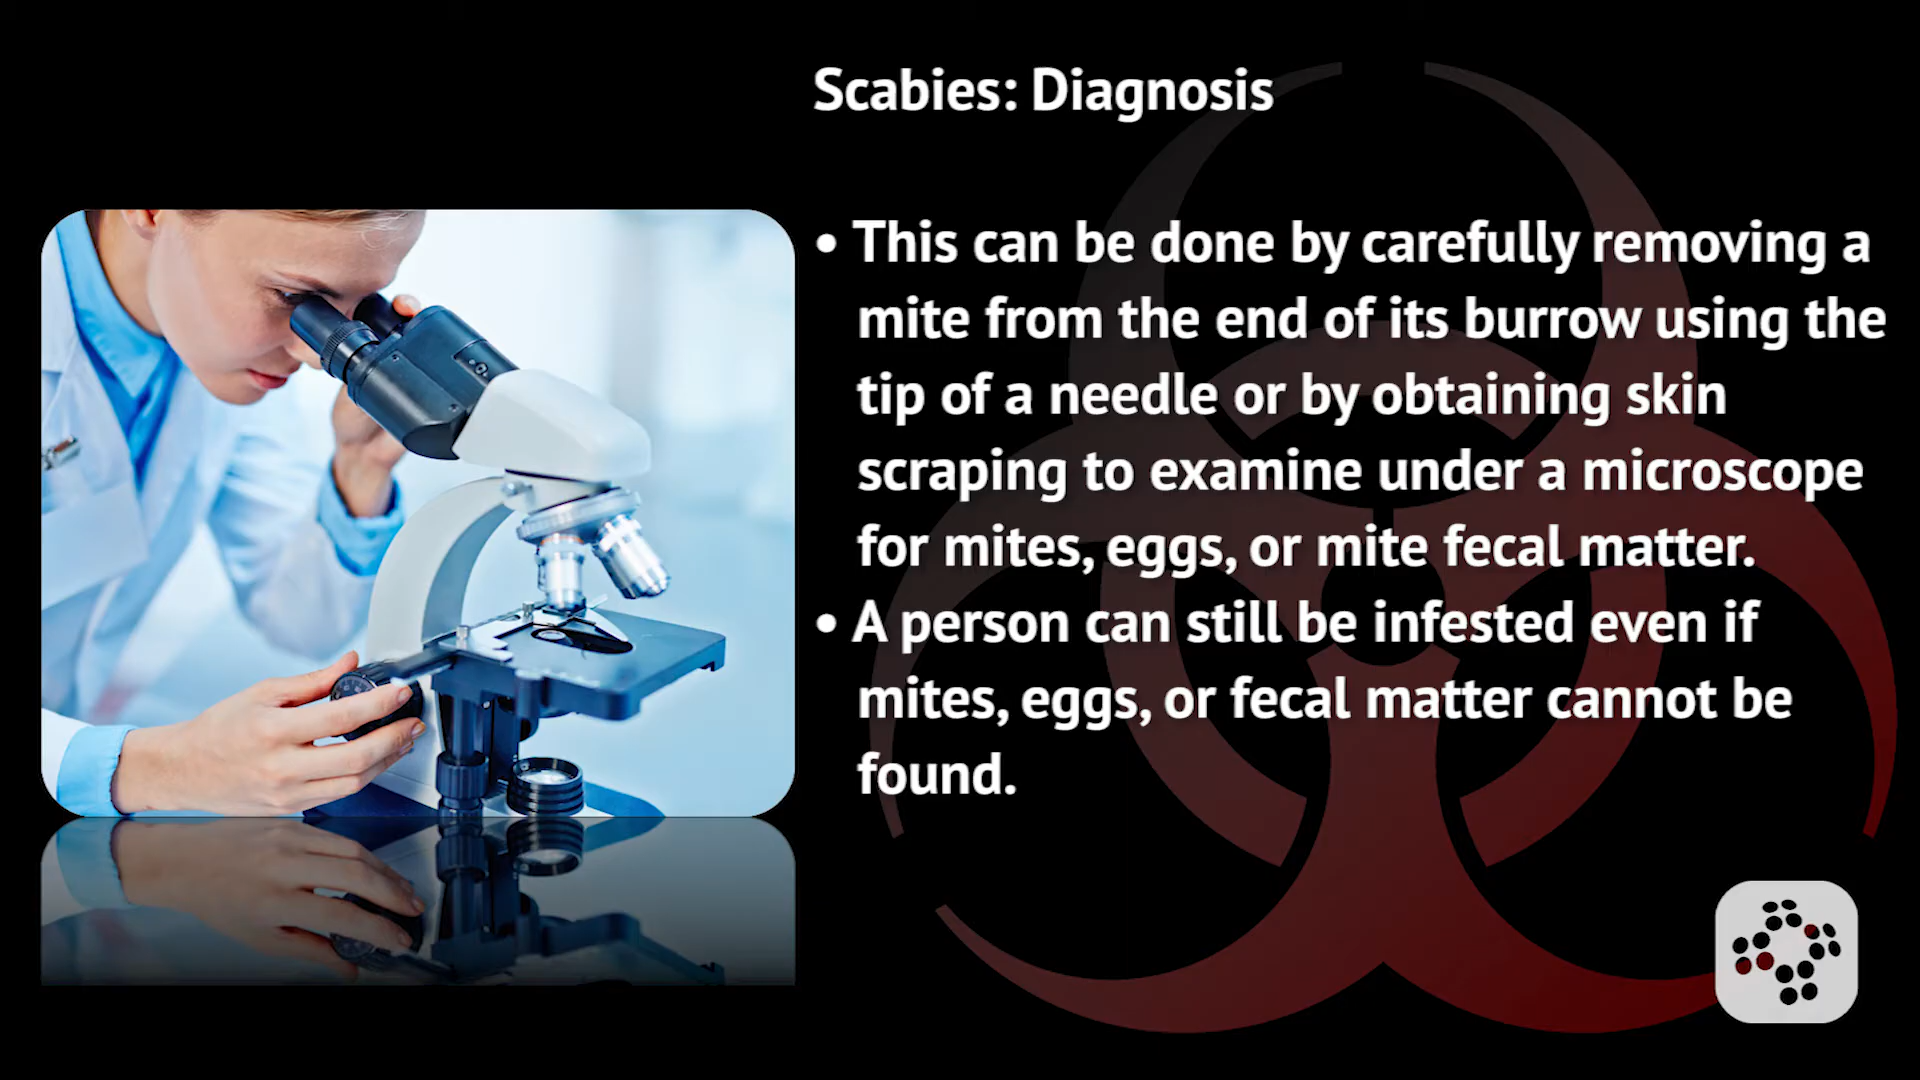 Scabies: Diagnosis
• This can be done by carefully removing a
mite from the end of its burrow using the
tip of a needle or by obtaining skin
scraping to examine under a microscope
for mites, eggs, or mite fecal matter.
• A person can still be infested even if
mites, eggs, or fecal matter cannot be
found.